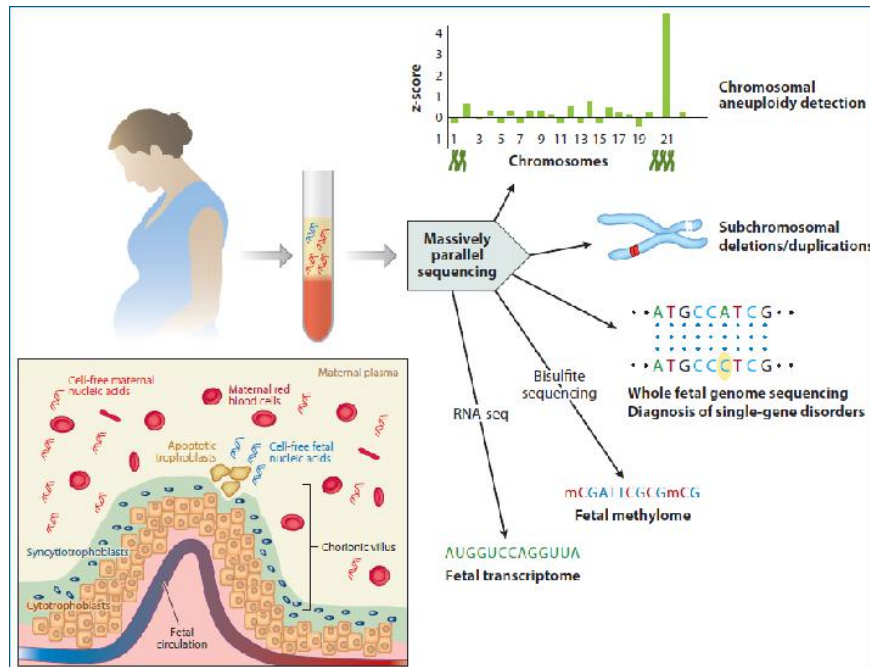 4
3
2
1
0
1
z-score
1 3 5 7 9 11 13 15 17 19 21
Chromosomes
Chromosomal
aneuploidy detection
Massively
parallel
sequencing
Subchromosomal
deletions/duplications
• • A T G C C A T C G • •
• • A T G C C C T C G • •
Whole fetal genome sequencing
Diagnosis of single-gene disorders
Bisulfite
sequencing
RNA seq
mCGATTCGCGmCG
Fetal methylome
AUGGUCCAGGUUA
Fetal transcriptome
Maternal plasma
Cell-free maternal
nucleic acids
Maternal red
blood cells
Apoptotic
trophoblasts
Cell-free fetal
nucleic acids
Syncytiotrophoblasts
Chorionic villus
Cytotrophoblasts
Fetal
circulation